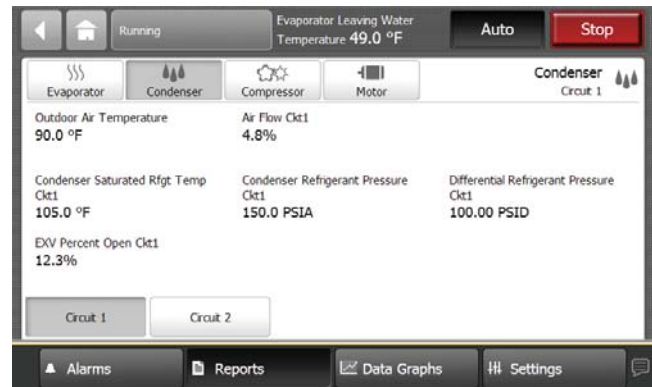 Running
Evaporator Leaving Water
Temperature 49.0 °F
Auto
Stop
Evaporator
Condenser
Compressor
Motor
Condenser
Circuit 1
Outdoor Air Temperature
90.0 °F
Air Flow Ckt1
4.8%
Condenser Saturated Rfgt Temp
Ckt1
105.0 °F
Condenser Refrigerant Pressure
Ckt1
150.0 PSIA
Differential Refrigerant Pressure
Ckt1
100.00 PSID
EXV Percent Open Ckt1
12.3%
Circuit 1
Circuit 2
Alarms
Reports
Data Graphs
Settings